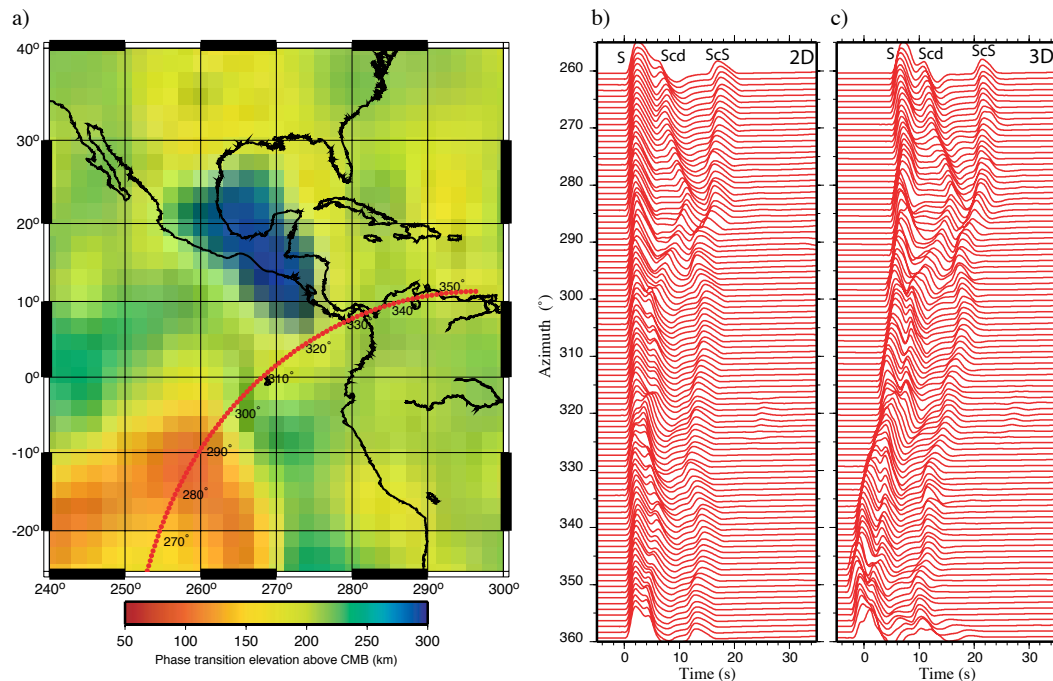 a)
b)
c)
40°
30°
20°
10°
0°
-10°
-20°
240° 250° 260° 270° 280° 290° 300°
350°
340°
330°
320°
310°
300°
290°
280°
270°
50 100 150 200 250 300
Phase transition elevation above CMB (km)
S Scd ScS 2D
260
270
280
290
300
310
320
330
340
350
360
Azimuth (°)
0 10 20 30
Time (s)
S Scd ScS 3D
0 10 20 30
Time (s)